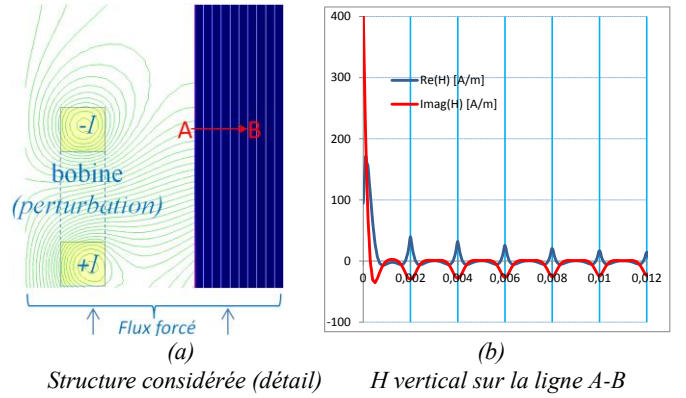 -I
A
B
bobine
(perturbation)
+I
Flux forcé
(a)
Structure considérée (détail)
400
300
200
100
0
-100
Re(H) [A/m]
Imag(H) [A/m]
0 0,002 0,004 0,006 0,008 0,01 0,012
(b)
H vertical sur la ligne A-B